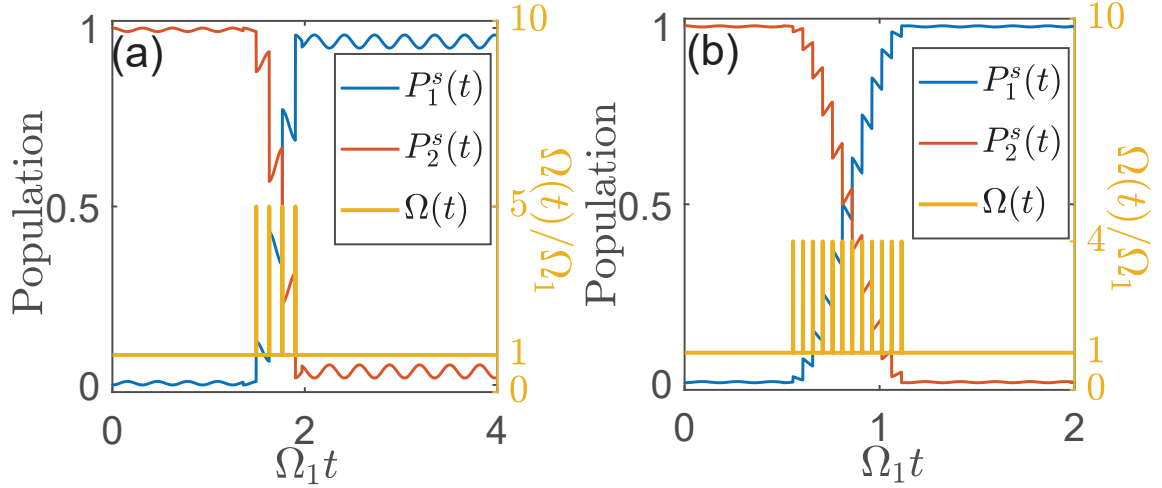 (a)
Population
1
0.5
0
0
2
4
Ω₁t
10
5
1
0
Ω(t)/Ω₁
P₁ˢ(t)
P₂ˢ(t)
Ω(t)
(b)
Population
1
0.5
0
0
1
2
Ω₁t
10
4
1
0
Ω(t)/Ω₁
P₁ˢ(t)
P₂ˢ(t)
Ω(t)